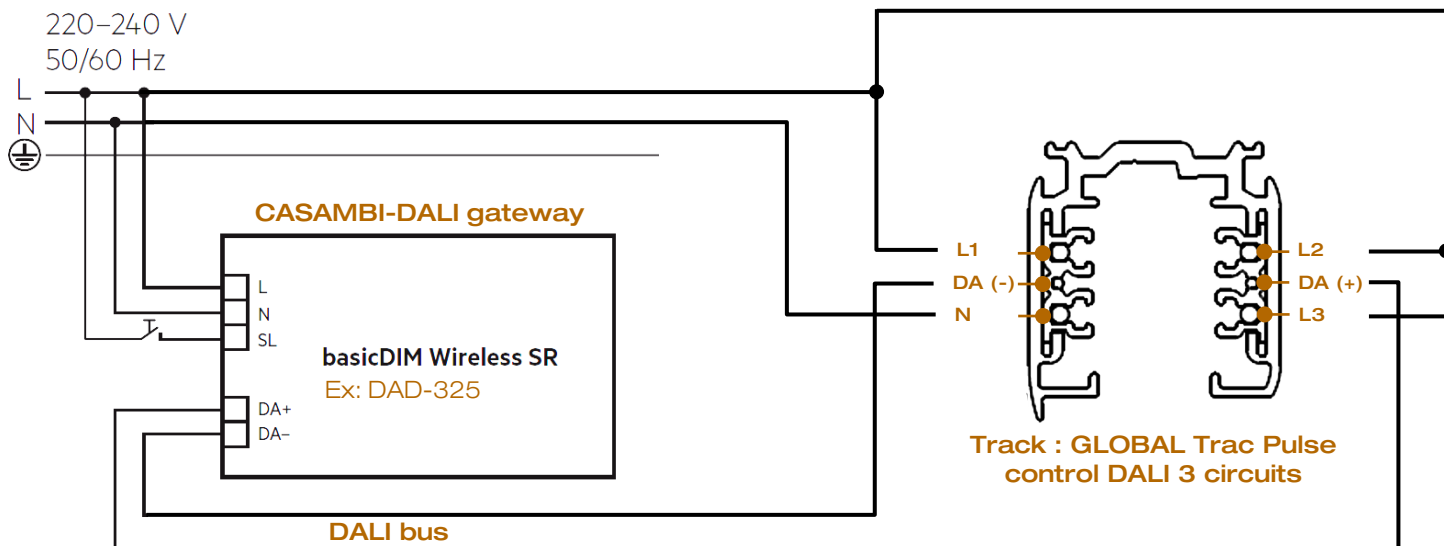 220–240 V
50/60 Hz
L
N
CASAMBI-DALI gateway
L
N
SL
basicDIM Wireless SR
Ex: DAD-325
DA+
DA–
DALI bus
L1
DA (-)
N
L2
DA (+)
L3
Track : GLOBAL Trac Pulse
control DALI 3 circuits